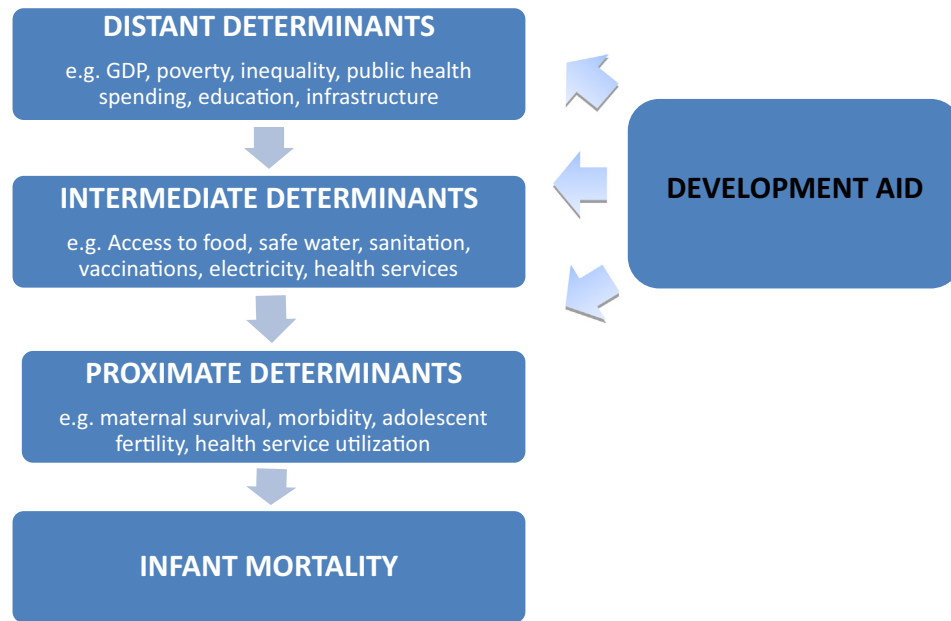 DISTANT DETERMINANTS
e.g. GDP, poverty, inequality, public health
spending, education, infrastructure
INTERMEDIATE DETERMINANTS
e.g. Access to food, safe water, sanitation,
vaccinations, electricity, health services
PROXIMATE DETERMINANTS
e.g. maternal survival, morbidity, adolescent
fertility, health service utilization
INFANT MORTALITY
DEVELOPMENT AID